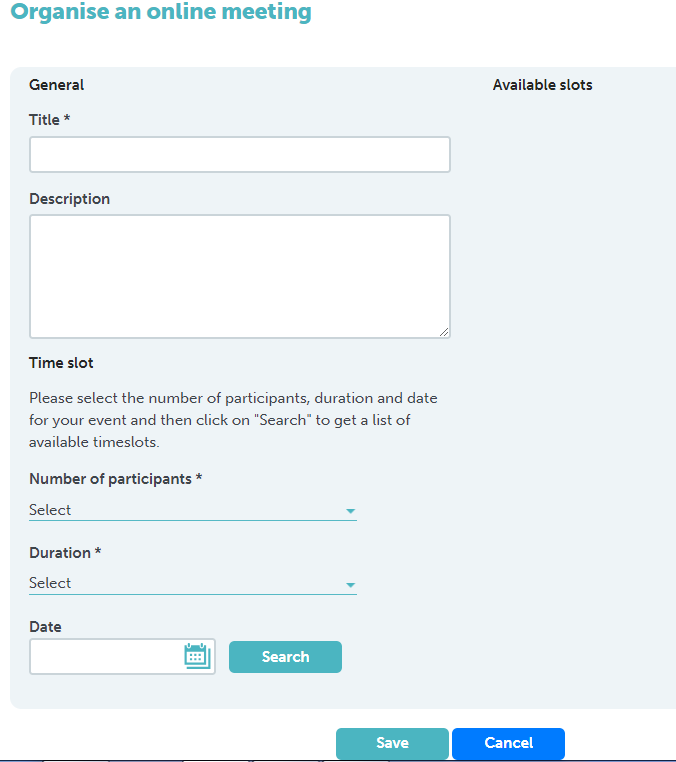 Organise an online meeting
General
Available slots
Title *
Description
Time slot
Please select the number of participants, duration and date
for your event and then click on "Search" to get a list of
available timeslots.
Number of participants *
Select
Duration *
Select
Date
Search
Save
Cancel